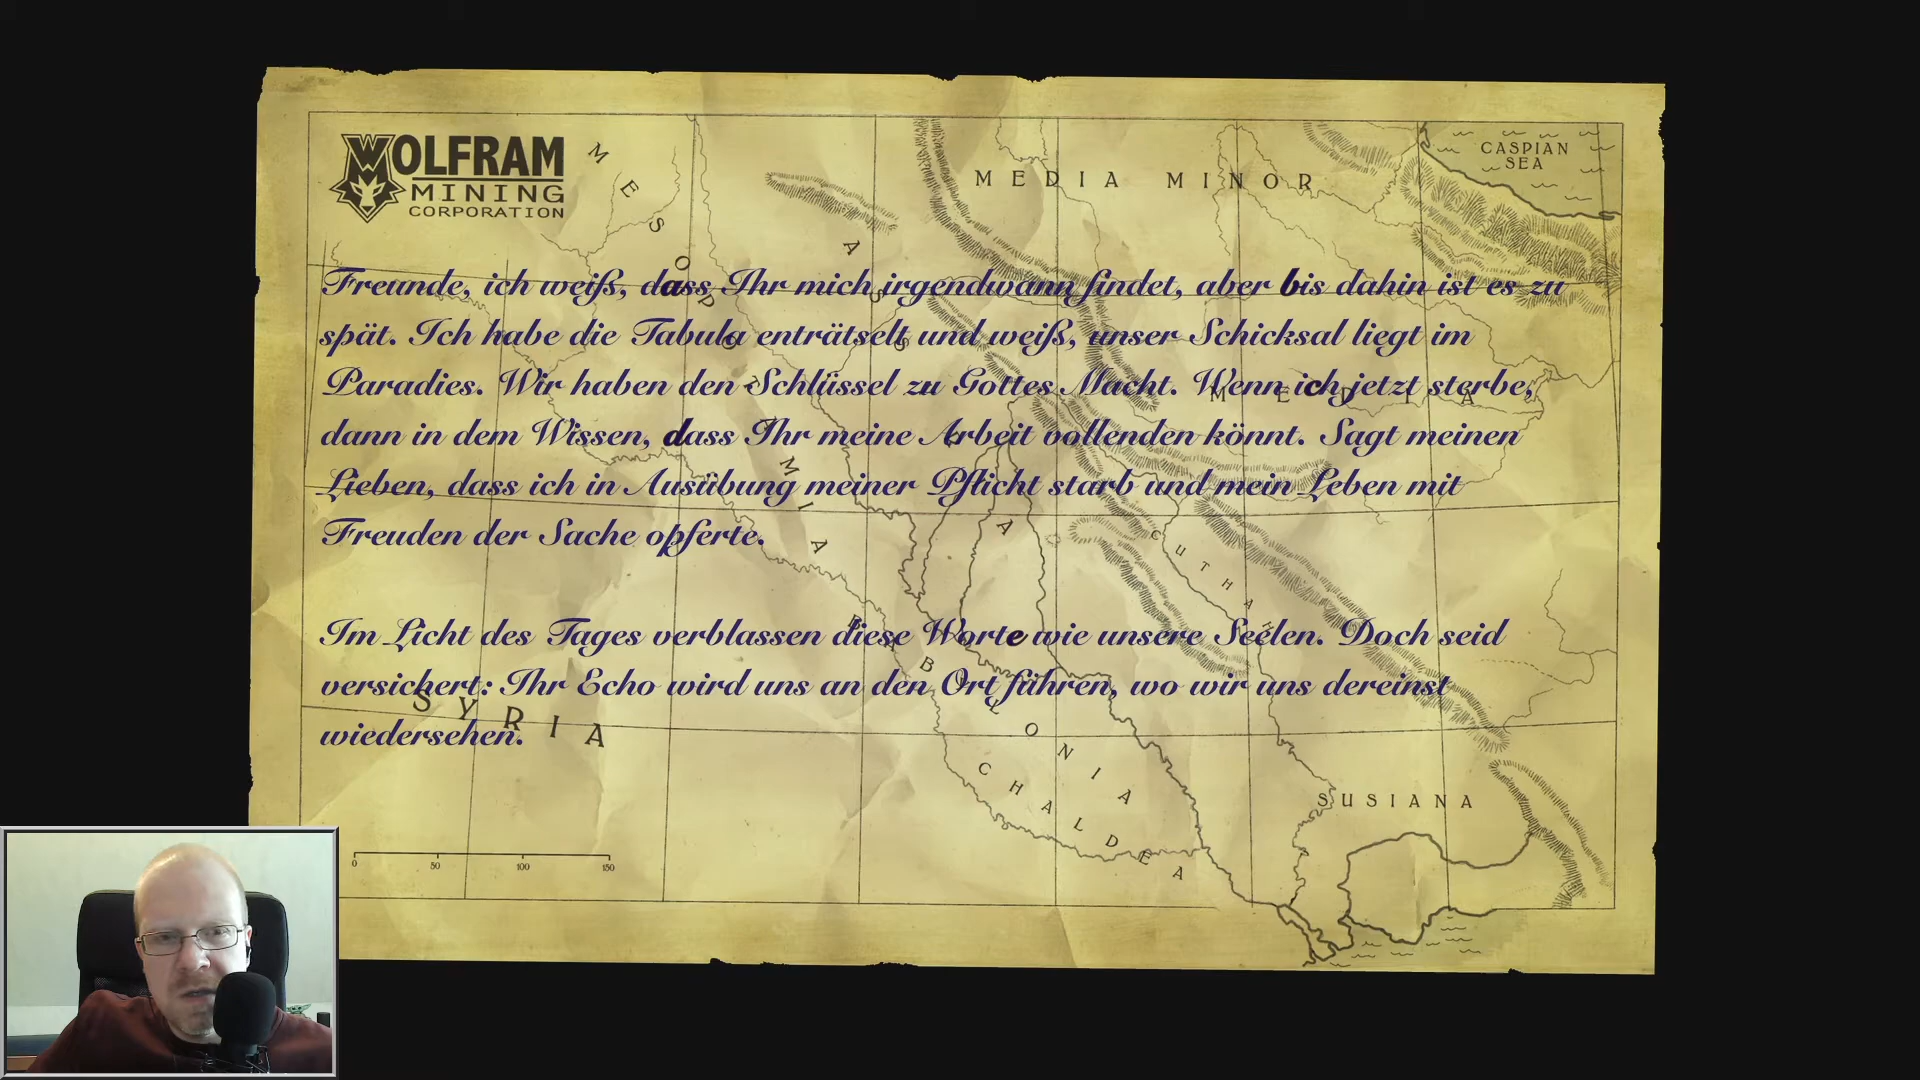 WOLFRAM
MINING
CORPORATION
MESOPOTAMIA
MEDIA MINOR
CASPIAN
SEA
Freunde, ich weiß, dass Ihr mich irgendwann findet, aber bis dahin ist es zu
spät. Ich habe die Tabula enträtselt und weiß, unser Schicksal liegt im
Paradies. Wir haben den Schlüssel zu Gottes Macht. Wenn ich jetzt sterbe,
dann in dem Wissen, dass Ihr meine Arbeit vollenden könnt. Sagt meinen
Lieben, dass ich in Ausübung meiner Pflicht starb und mein Leben mit
Freuden der Sache opferte.
Im Licht des Tages verblassen diese Worte wie unsere Seelen. Doch seid
versichert: Ihr Echo wird uns an den Ort führen, wo wir uns dereinst
wiedersehen.
MEDIA
CUTHA
SYRIA
BABYLONIA
CHALDEA
SUSIANA
0 50 100 150